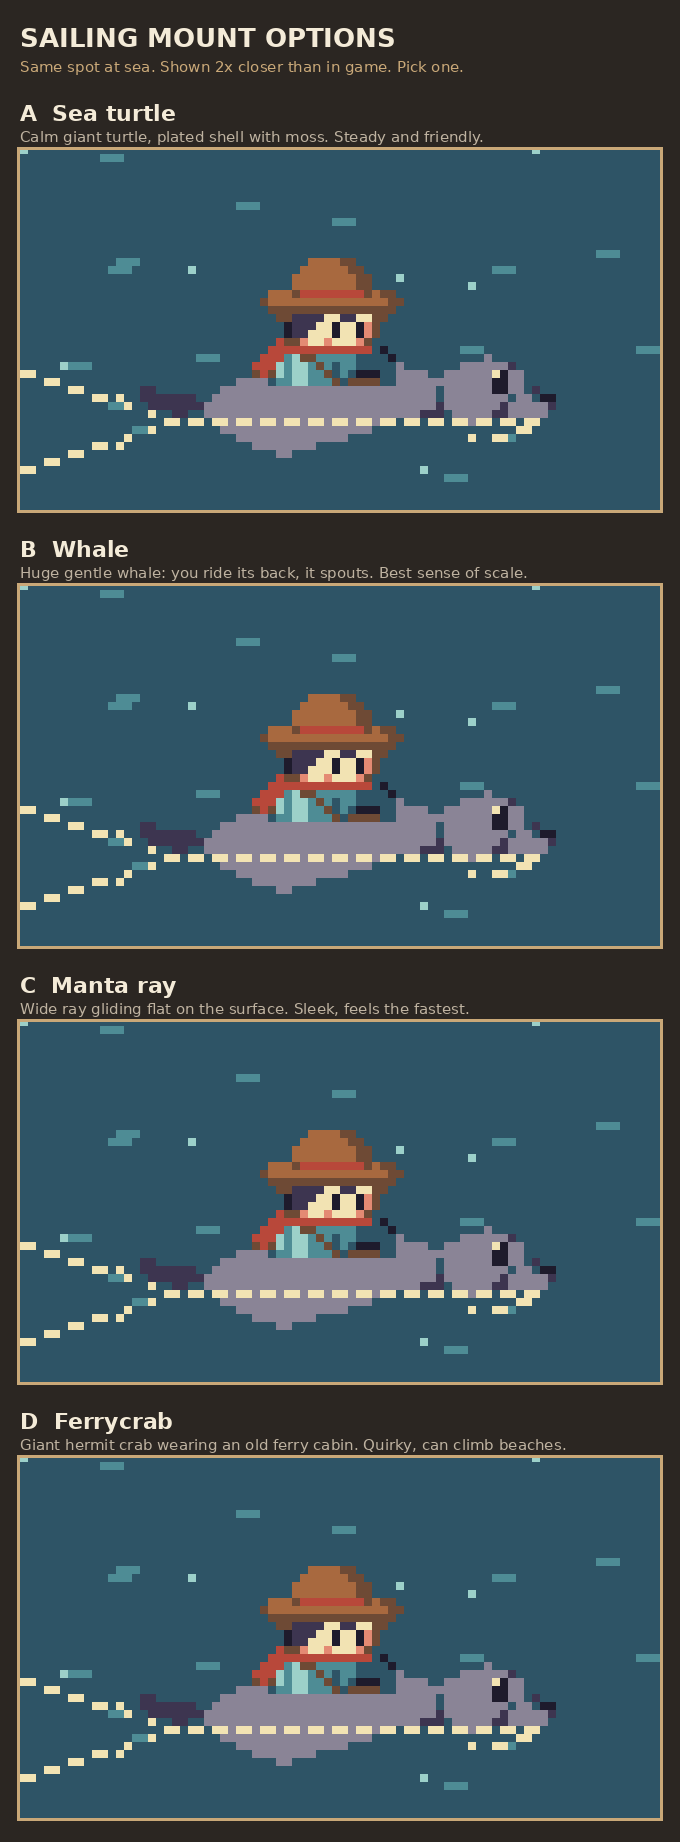 SAILING MOUNT OPTIONS
Same spot at sea. Shown 2x closer than in game. Pick one.
A Sea turtle
Calm giant turtle, plated shell with moss. Steady and friendly.
B Whale
Huge gentle whale: you ride its back, it spouts. Best sense of scale.
C Manta ray
Wide ray gliding flat on the surface. Sleek, feels the fastest.
D Ferrycrab
Giant hermit crab wearing an old ferry cabin. Quirky, can climb beaches.